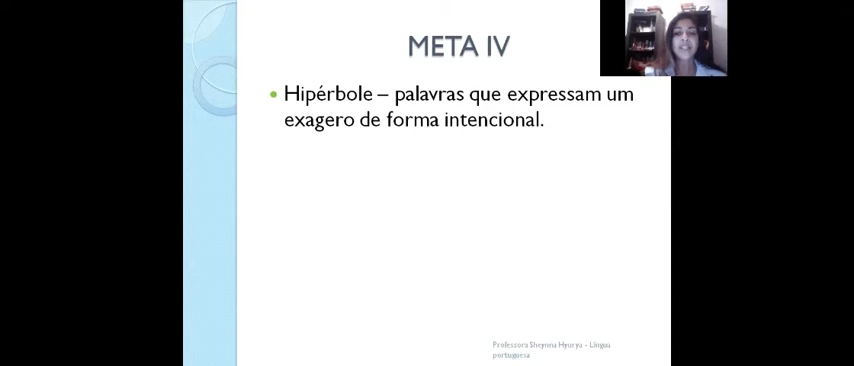 META IV
Hipérbole – palavras que expressam um
exagero de forma intencional.
Professora Sheynna Hyurya - Língua
portuguesa